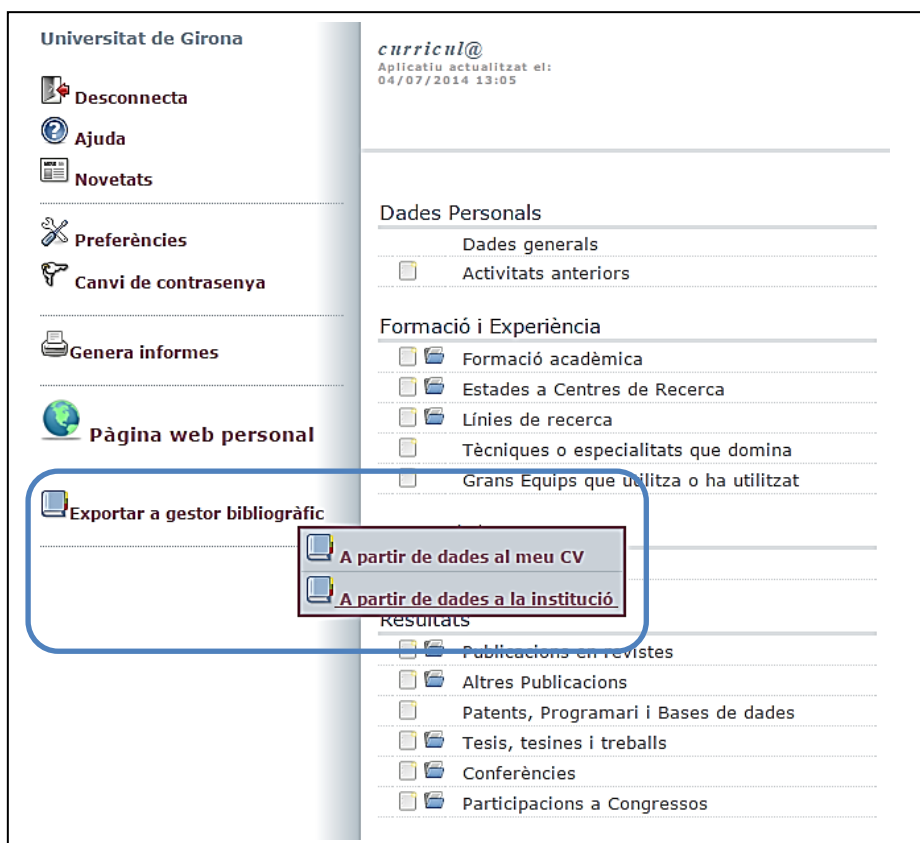 Universitat de Girona
Desconnecta
Ajuda
Novetats
Preferències
Canvi de contrasenya
Genera informes
Pàgina web personal
Exportar a gestor bibliogràfic
A partir de dades al meu CV
A partir de dades a la institució
curricul@
Aplicatiu actualitzat el:
04/07/2014 13:05
Dades Personals
Dades generals
Activitats anteriors
Formació i Experiència
Formació acadèmica
Estades a Centres de Recerca
Línies de recerca
Tècniques o especialitats que domina
Grans Equips que utilitza o ha utilitzat
Resultats
Publicacions en revistes
Altres Publicacions
Patents, Programari i Bases de dades
Tesis, tesines i treballs
Conferències
Participacions a Congressos